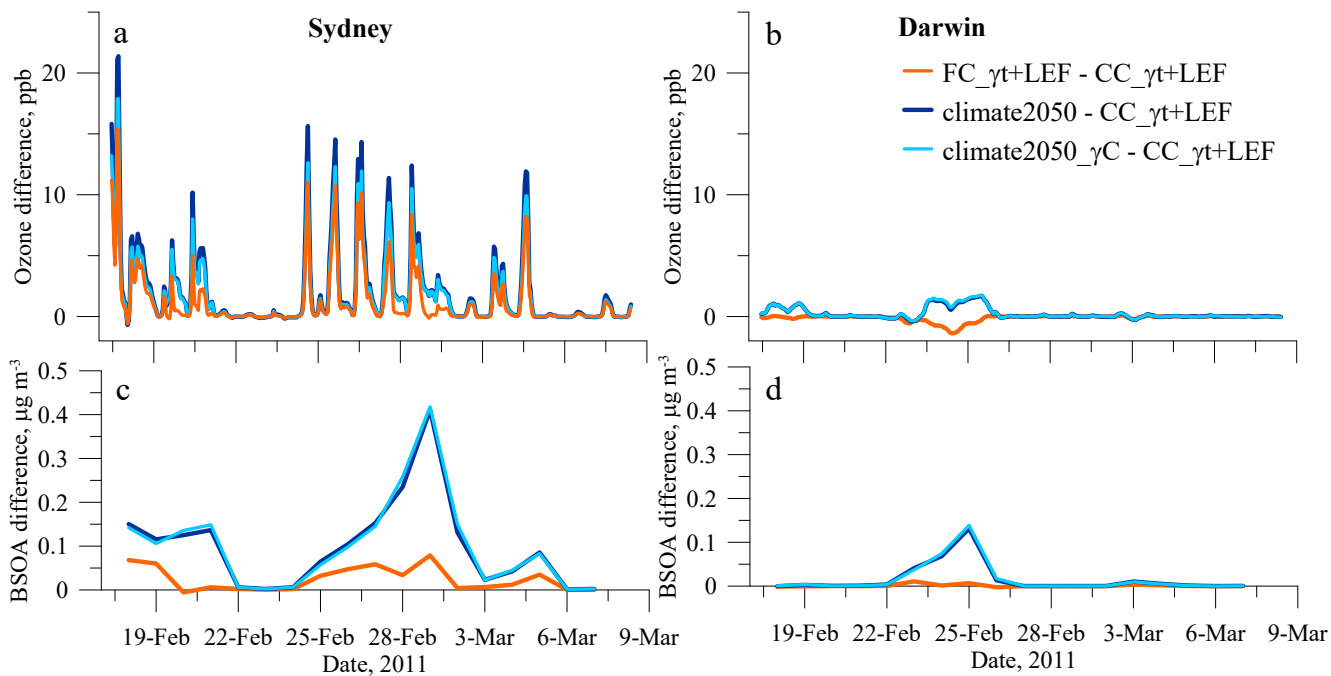 a
Sydney
Ozone difference, ppb
20
10
0
b
Darwin
FC_γt+LEF - CC_γt+LEF
climate2050 - CC_γt+LEF
climate2050_γC - CC_γt+LEF
Ozone difference, ppb
20
10
0
c
BSOA difference, μg m-3
0.5
0.4
0.3
0.2
0.1
0
19-Feb 22-Feb 25-Feb 28-Feb 3-Mar 6-Mar 9-Mar
Date, 2011
d
BSOA difference, μg m-3
0.5
0.4
0.3
0.2
0.1
0
19-Feb 22-Feb 25-Feb 28-Feb 3-Mar 6-Mar 9-Mar
Date, 2011